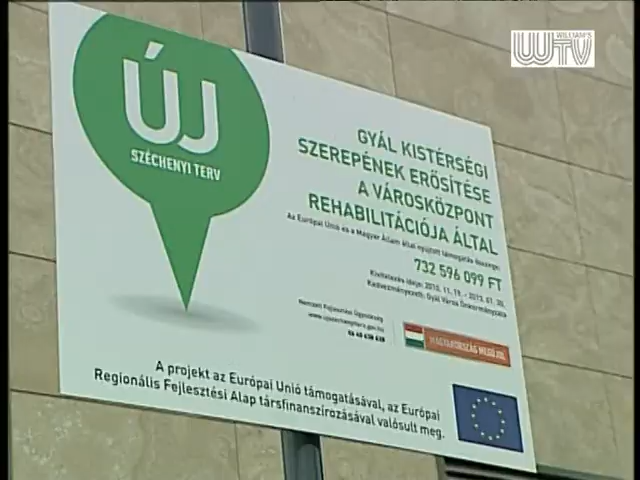 WILLIAM'S
WTV
ÚJ
SZÉCHENYI TERV
GYÁL KISTÉRSÉGI
SZEREPÉNEK ERŐSÍTÉSE
A VÁROSKÖZPONT
REHABILITÁCIÓJA ÁLTAL
Az Európai Unió és a Magyar Állam által nyújtott támogatás összege:
732 596 099 FT
Kivitelezés ideje: 2010. 11. 19. - 2013. 01. 30.
Kedvezményezett: Gyál Város Önkormányzata
Nemzeti Fejlesztési Ügynökség
www.ujszechenyiterv.gov.hu
06 40 638 638
MAGYARORSZÁG MEGÚJUL
A projekt az Európai Unió támogatásával, az Európai
Regionális Fejlesztési Alap társfinanszírozásával valósult meg.